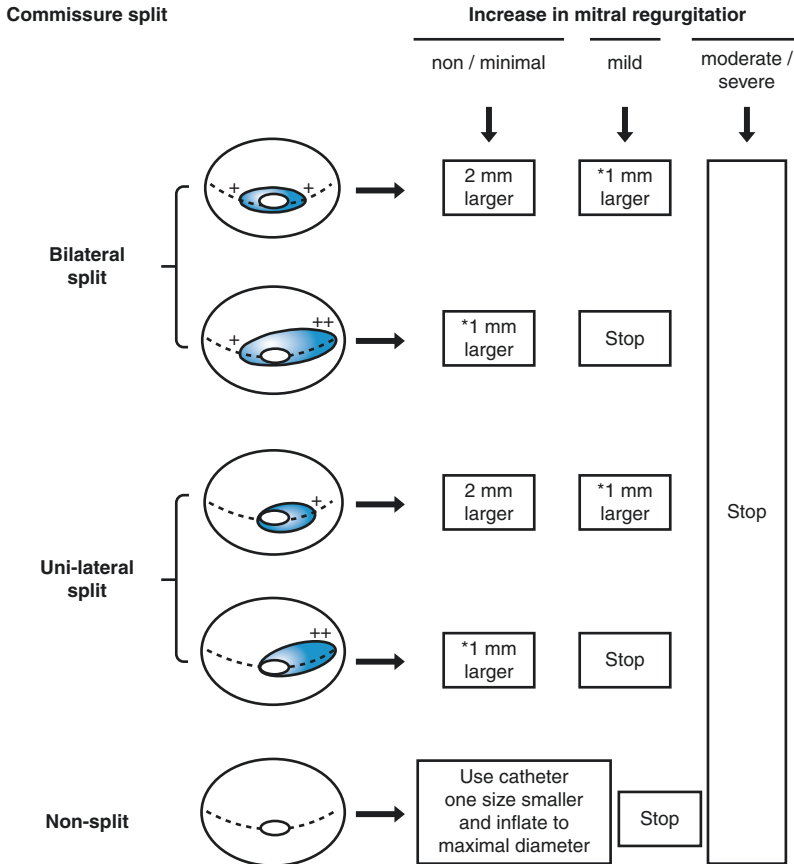 Commissure split
Increase in mitral regurgitatior
non / minimal
mild
moderate /
severe
+
+
2 mm
larger
*1 mm
larger
Bilateral
split
+
++
*1 mm
larger
Stop
+
2 mm
larger
*1 mm
larger
Stop
Uni-lateral
split
++
*1 mm
larger
Stop
Non-split
Use catheter
one size smaller
and inflate to
maximal diameter
Stop